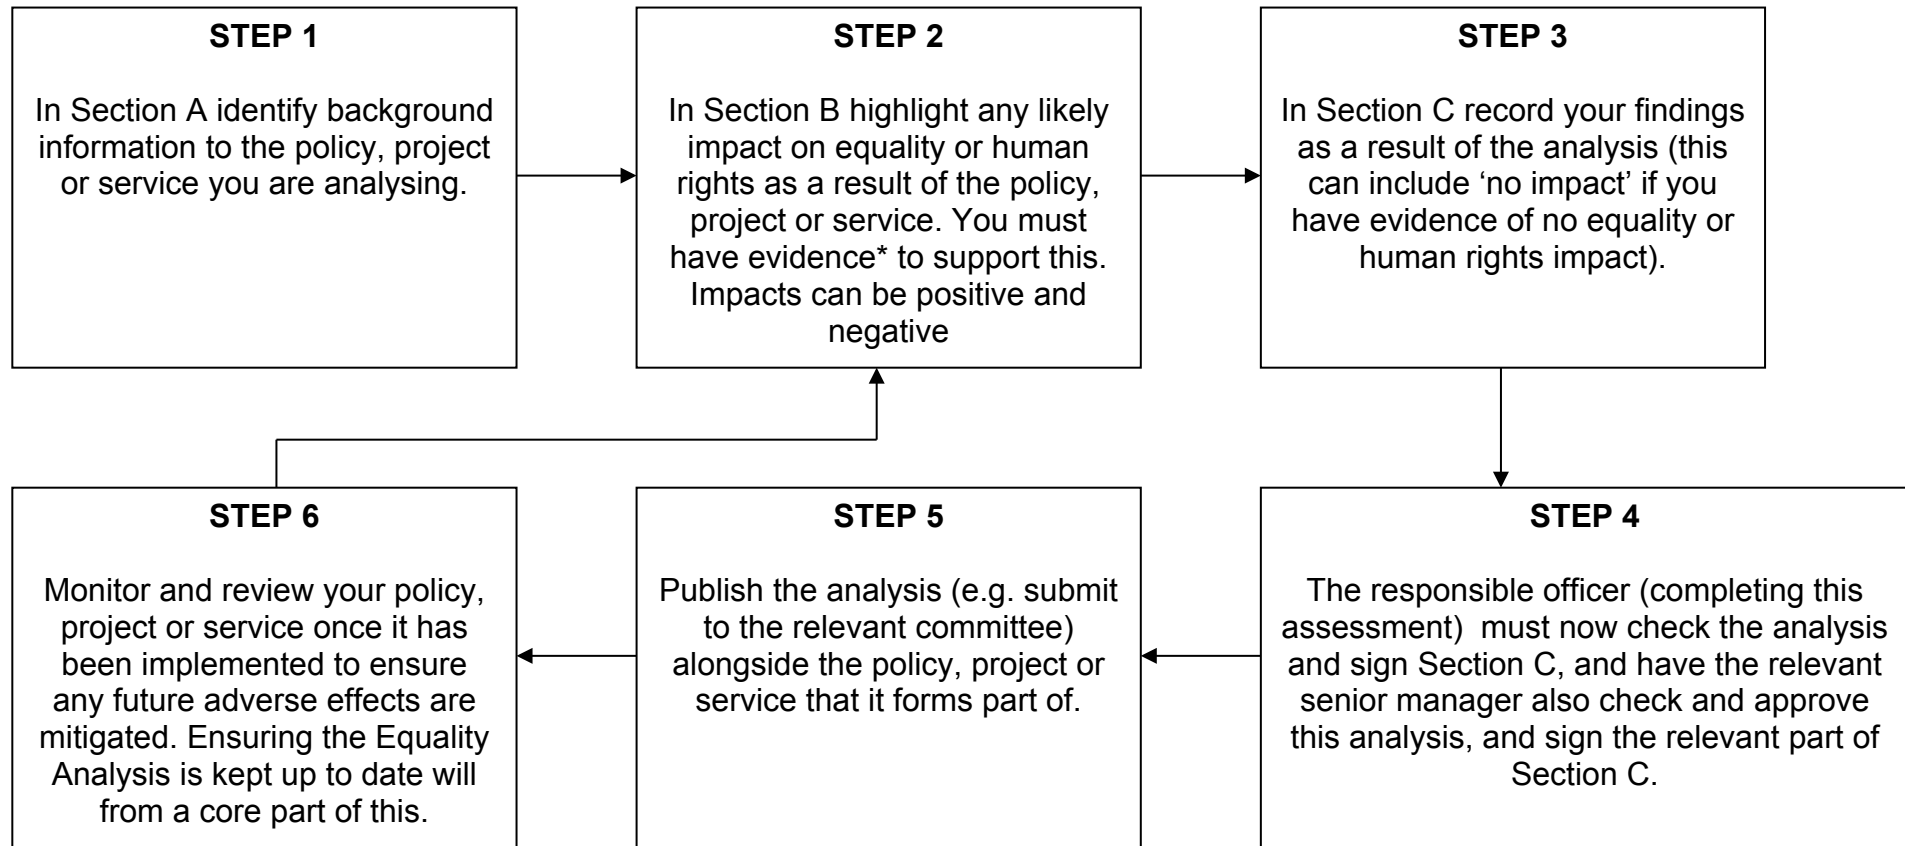 STEP 1
In Section A identify background
information to the policy, project
or service you are analysing.
STEP 2
In Section B highlight any likely
impact on equality or human
rights as a result of the policy,
project or service. You must
have evidence* to support this.
Impacts can be positive and
negative
STEP 3
In Section C record your findings
as a result of the analysis (this
can include ‘no impact’ if you
have evidence of no equality or
human rights impact).
STEP 4
The responsible officer (completing this
assessment)  must now check the analysis
and sign Section C, and have the relevant
senior manager also check and approve
this analysis, and sign the relevant part of
Section C.
STEP 5
Publish the analysis (e.g. submit
to the relevant committee)
alongside the policy, project or
service that it forms part of.
STEP 6
Monitor and review your policy,
project or service once it has
been implemented to ensure
any future adverse effects are
mitigated. Ensuring the Equality
Analysis is kept up to date will
from a core part of this.